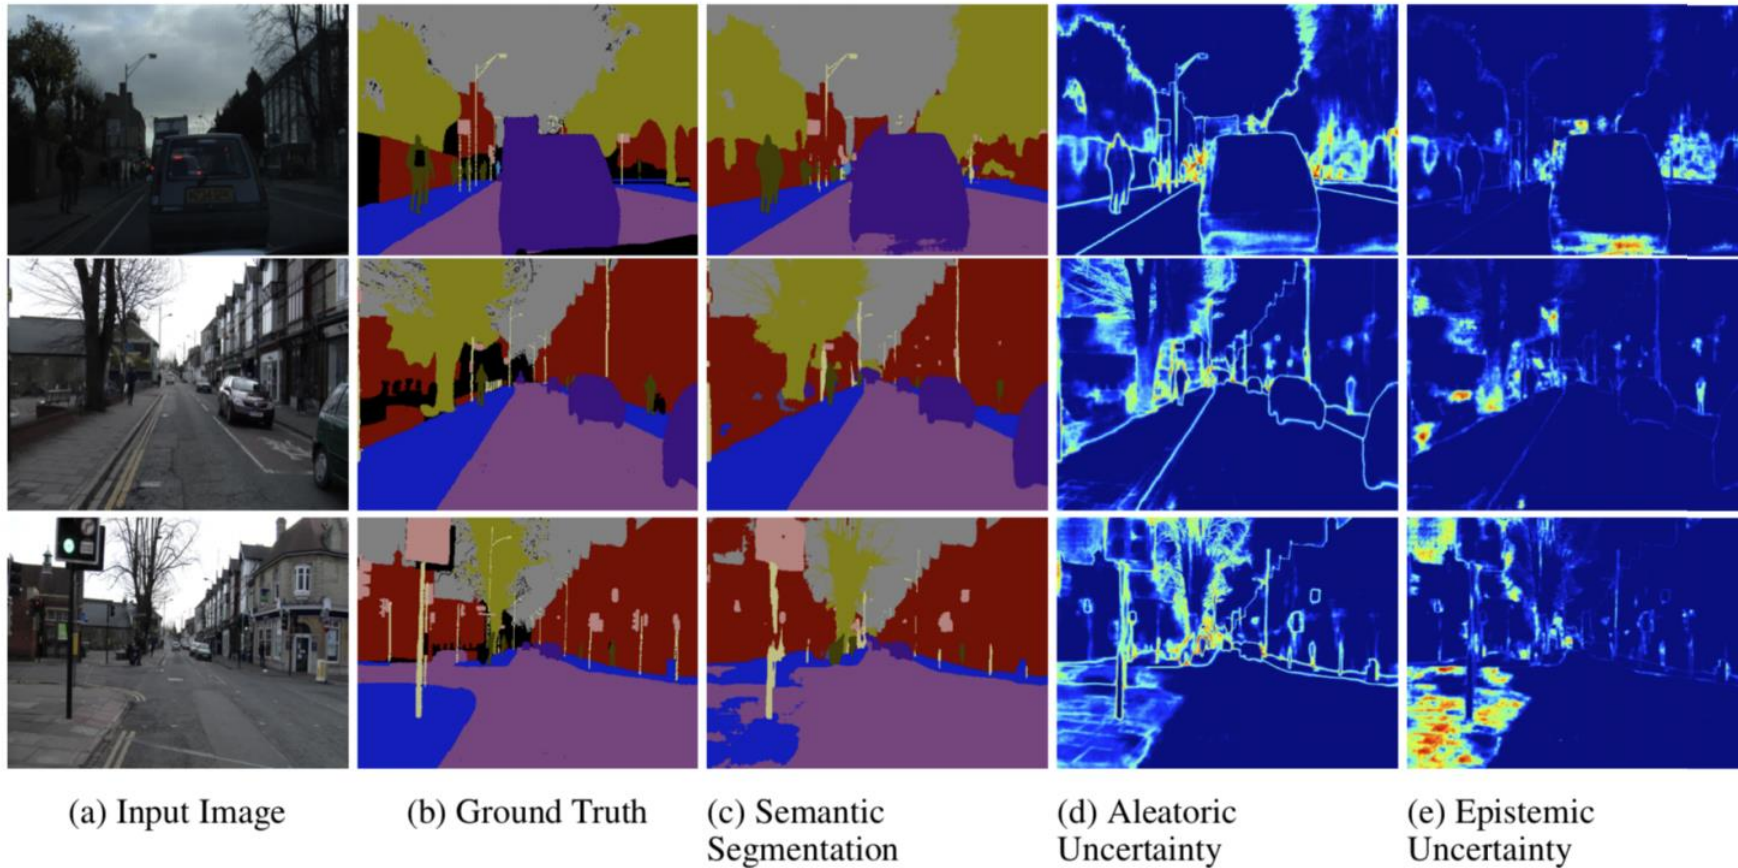 (a) Input Image
(b) Ground Truth
(c) Semantic
Segmentation
(d) Aleatoric
Uncertainty
(e) Epistemic
Uncertainty